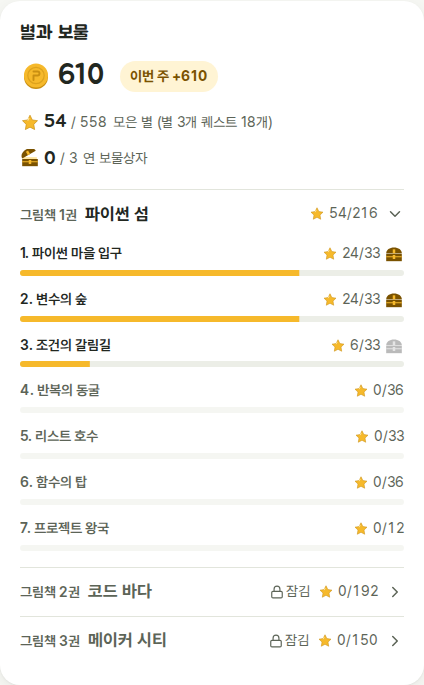 별과 보물
610 이번 주 +610
54 / 558 모은 별 (별 3개 퀘스트 18개)
0 / 3 연 보물상자
그림책 1권 파이썬 섬 54/216
1. 파이썬 마을 입구 24/33
2. 변수의 숲 24/33
3. 조건의 갈림길 6/33
4. 반복의 동굴 0/36
5. 리스트 호수 0/33
6. 함수의 탑 0/36
7. 프로젝트 왕국 0/12
그림책 2권 코드 바다 잠김 0/192
그림책 3권 메이커 시티 잠김 0/150